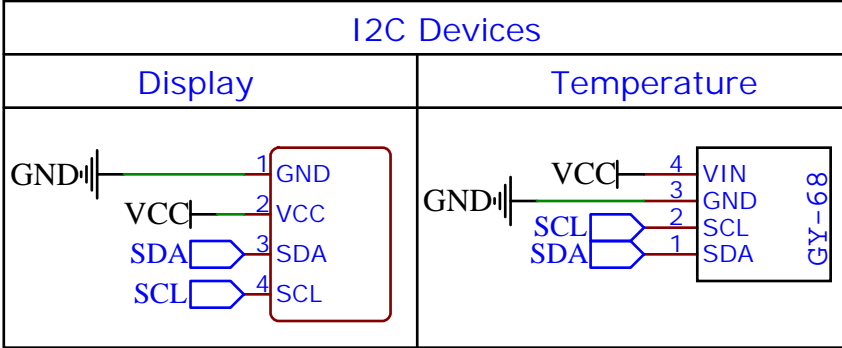 I2C Devices
Display
Temperature
GND 1 GND
VCC 2 VCC
SDA 3 SDA
SCL 4 SCL
VCC 4 VIN
GND 3 GND
SCL 2 SCL
SDA 1 SDA
GY-68